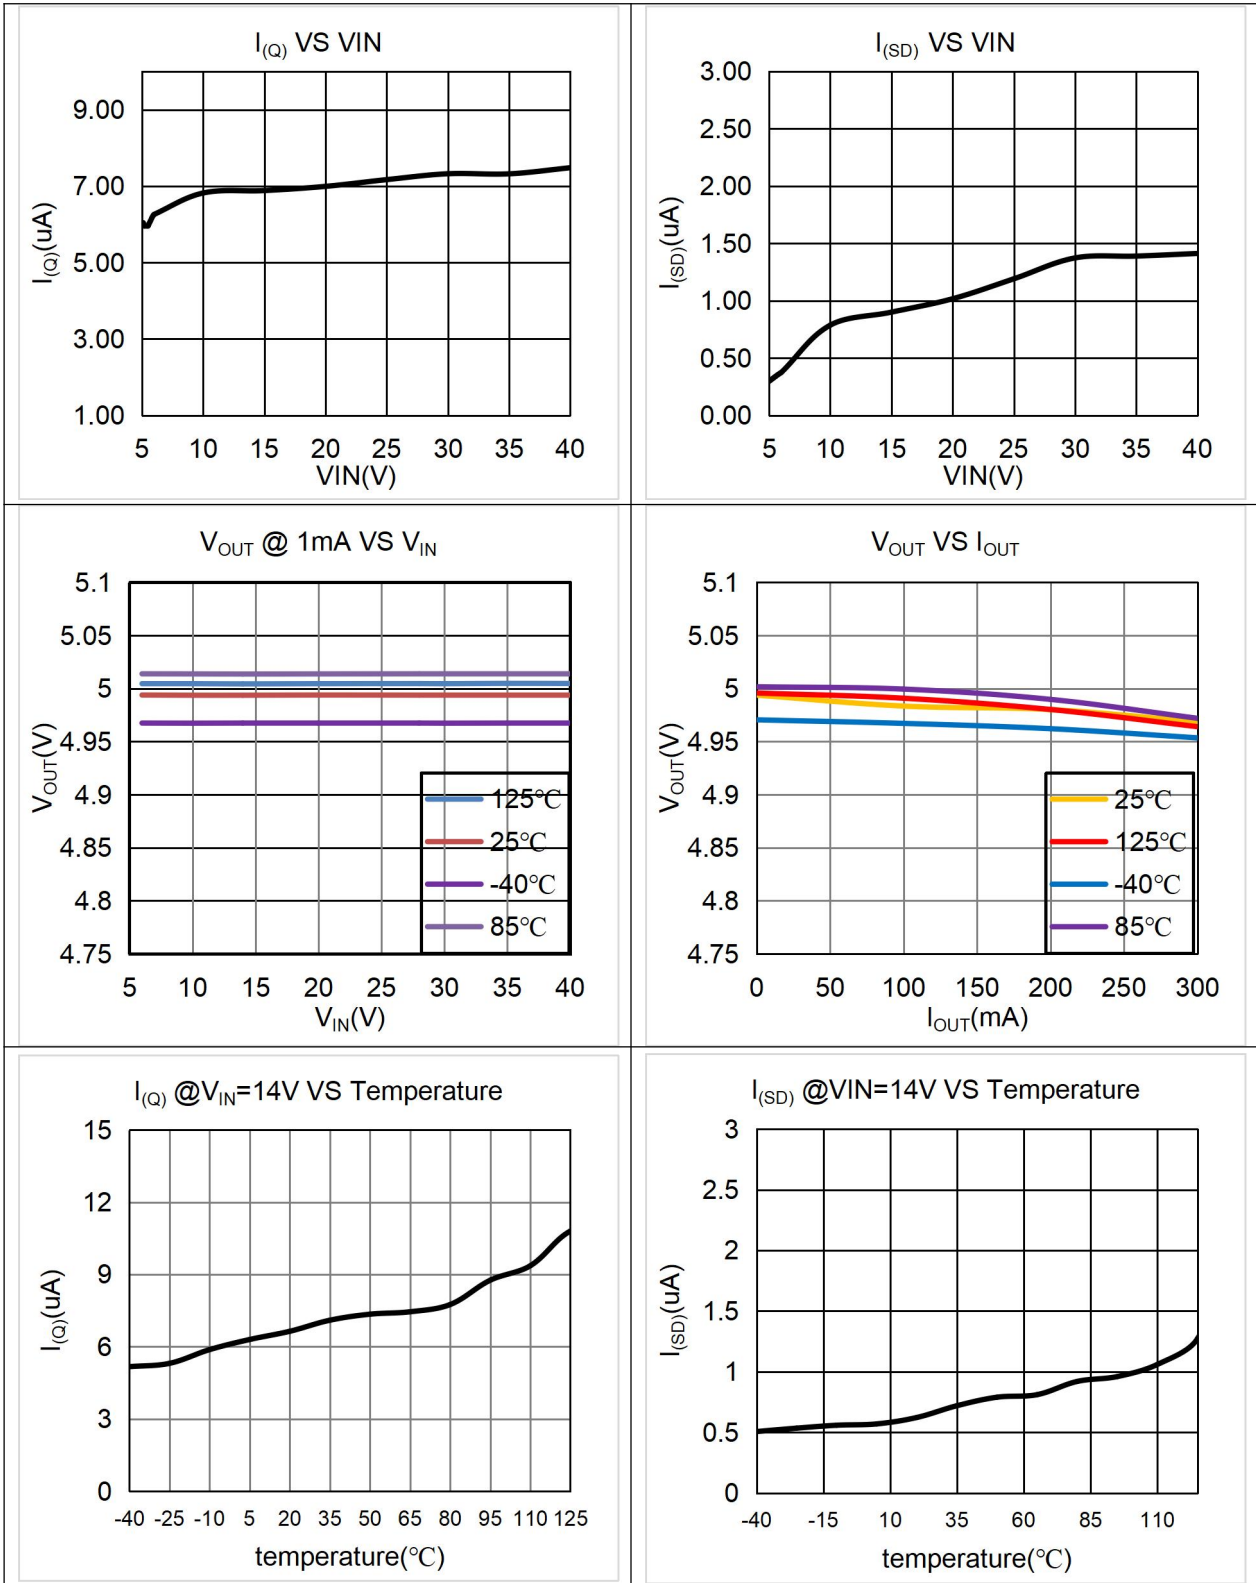 I(Q) VS VIN
9.00
7.00
5.00
3.00
1.00
I(Q)(uA)
5 10 15 20 25 30 35 40
VIN(V)
I(SD) VS VIN
3.00
2.50
2.00
1.50
1.00
0.50
0.00
I(SD)(uA)
5 10 15 20 25 30 35 40
VIN(V)
VOUT @ 1mA VS VIN
5.1
5.05
5
4.95
4.9
4.85
4.8
4.75
VOUT(V)
125℃
25℃
-40℃
85℃
5 10 15 20 25 30 35 40
VIN(V)
VOUT VS IOUT
5.1
5.05
5
4.95
4.9
4.85
4.8
4.75
VOUT(V)
25℃
125℃
-40℃
85℃
0 50 100 150 200 250 300
IOUT(mA)
I(Q) @VIN=14V VS Temperature
15
12
9
6
3
0
I(Q)(uA)
-40 -25 -10 5 20 35 50 65 80 95 110 125
temperature(℃)
I(SD) @VIN=14V VS Temperature
3
2.5
2
1.5
1
0.5
0
I(SD)(uA)
-40 -15 10 35 60 85 110
temperature(℃)